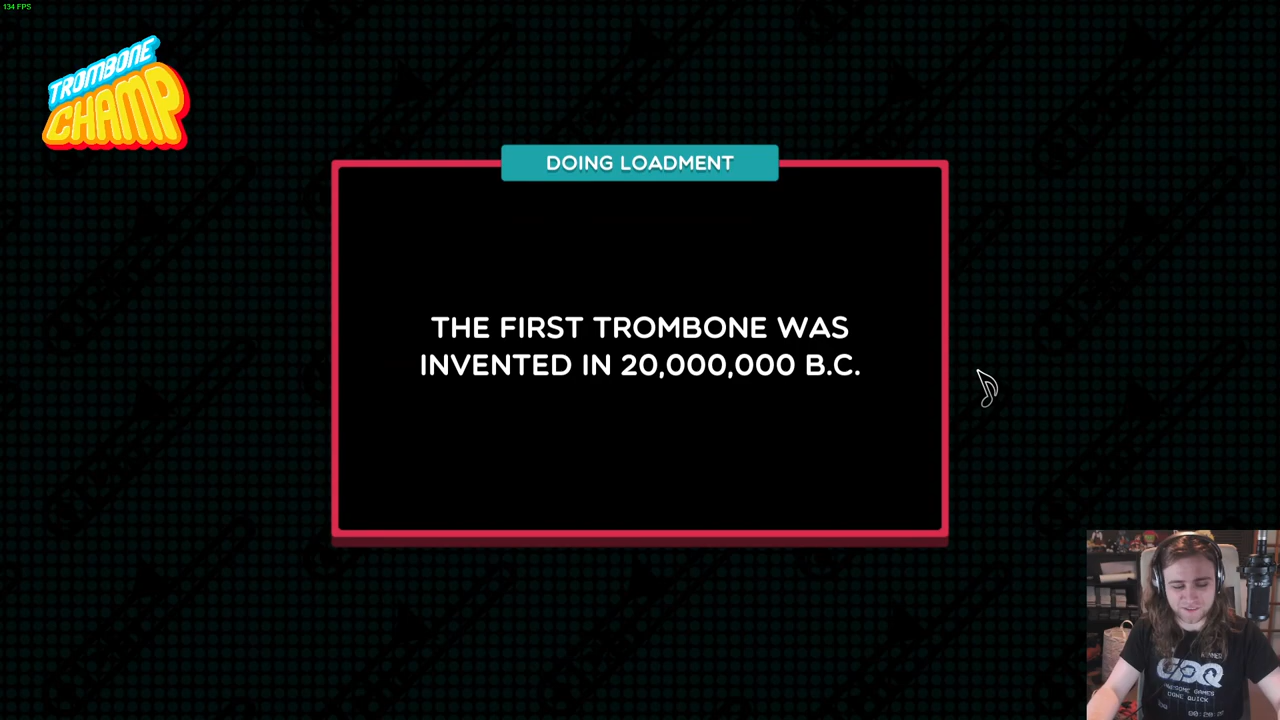 134 FPS
TROMBONE
CHAMP
DOING LOADMENT
THE FIRST TROMBONE WAS
INVENTED IN 20,000,000 B.C.
GDQ
AWESOME GAMES
DONE QUICK